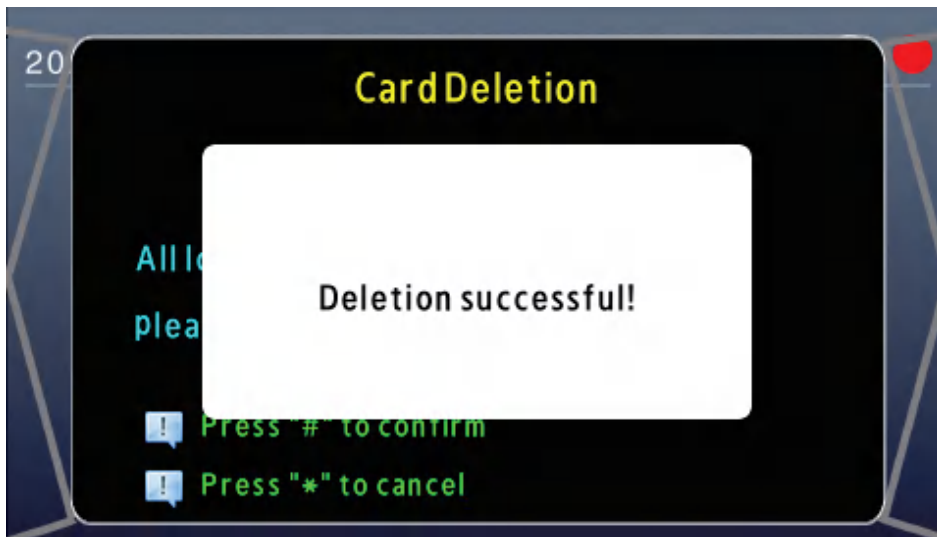 20
Card Deletion
All
Deletion successful!
plea
Press "#" to confirm
Press "*" to cancel